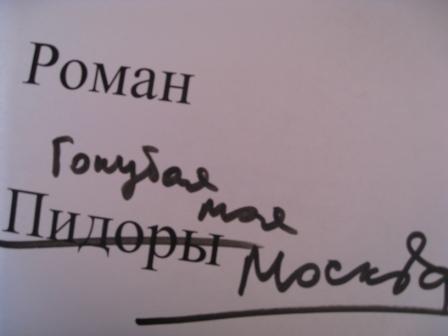 Роман
Голубая
моя
Пидоры
Москва